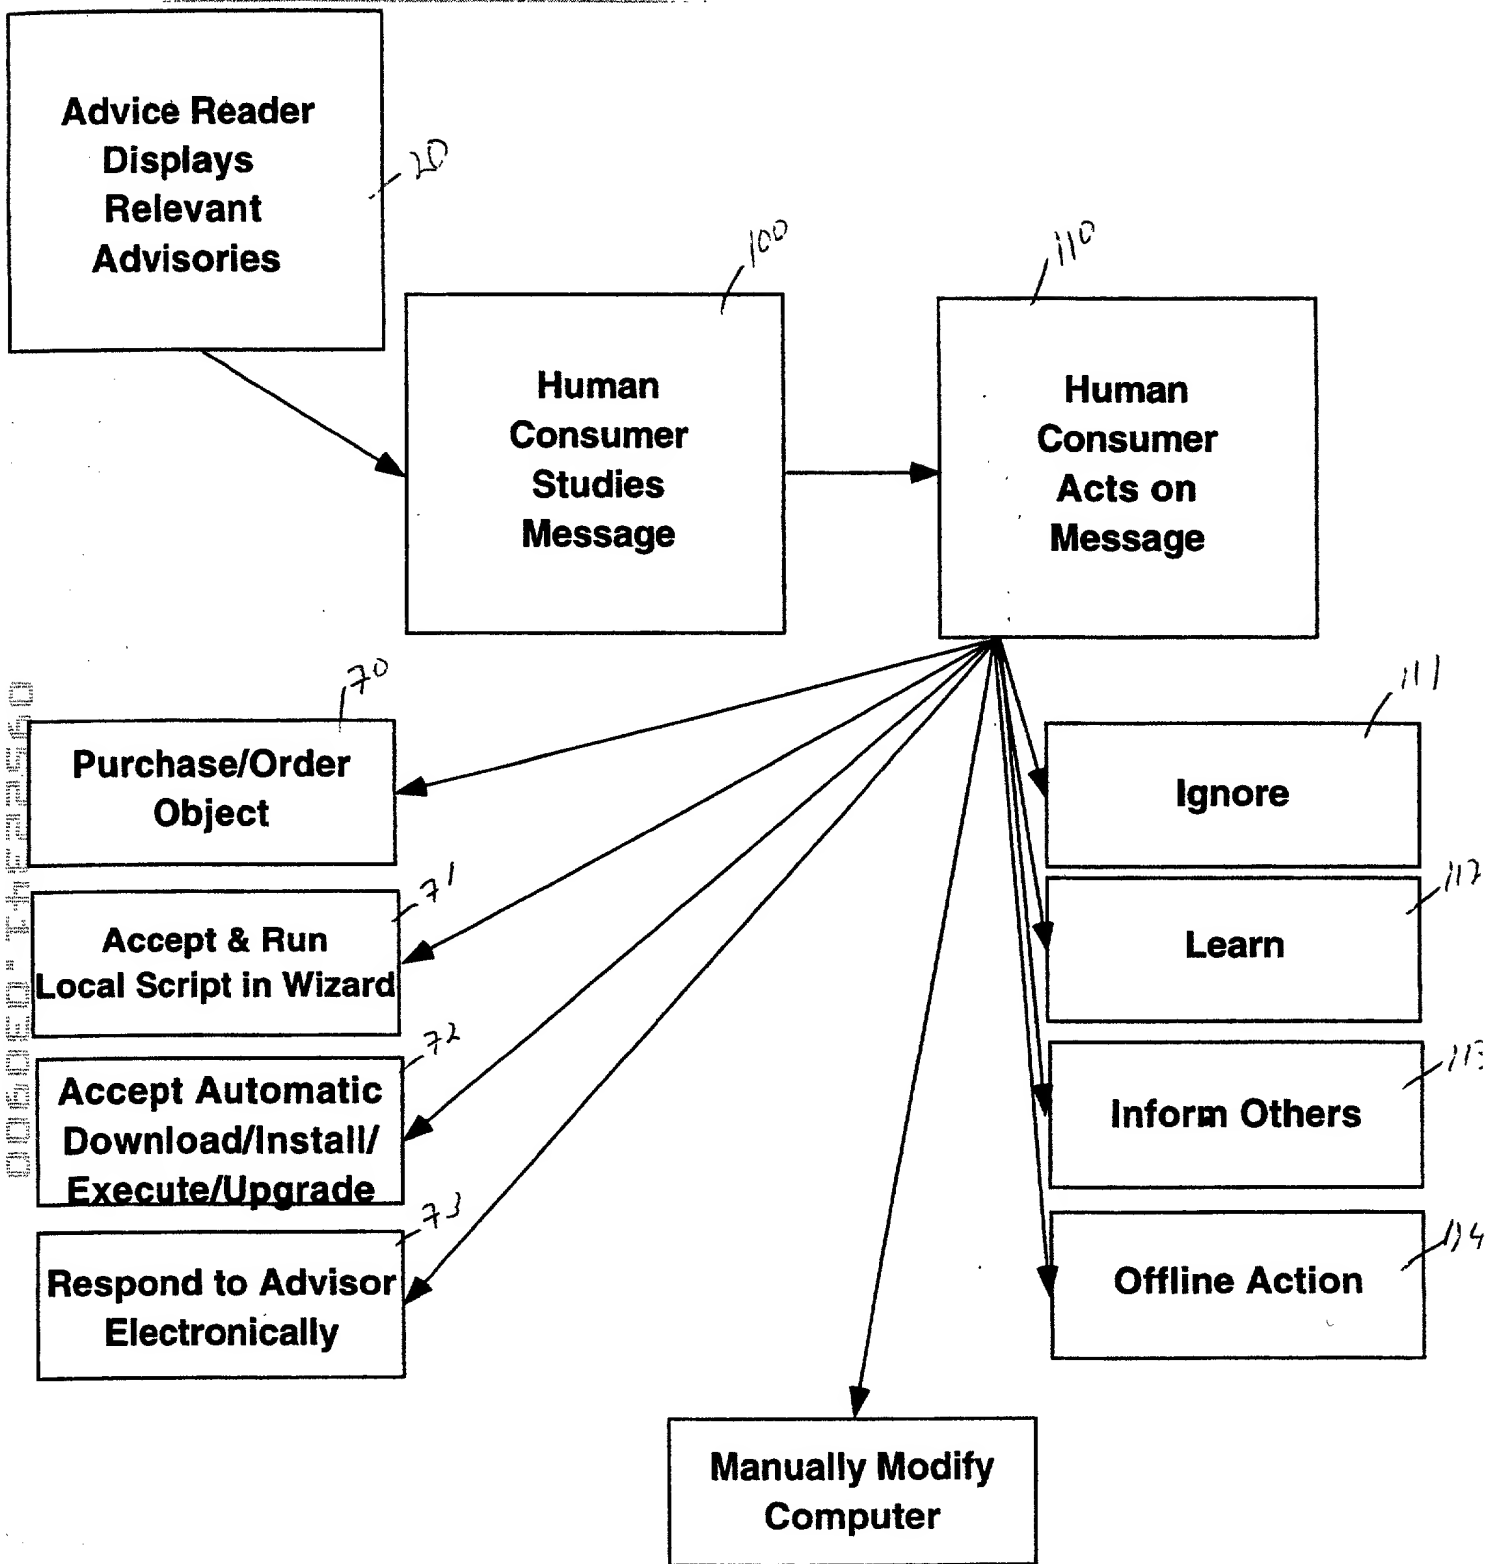 Advice Reader
Displays
Relevant
Advisories
20
Human
Consumer
Studies
Message
100
Human
Consumer
Acts on
Message
110
Purchase/Order
Object
70
Accept & Run
Local Script in Wizard
71
Accept Automatic
Download/Install/
Execute/Upgrade
72
Respond to Advisor
Electronically
73
Ignore
111
Learn
112
Inform Others
113
Offline Action
114
Manually Modify
Computer